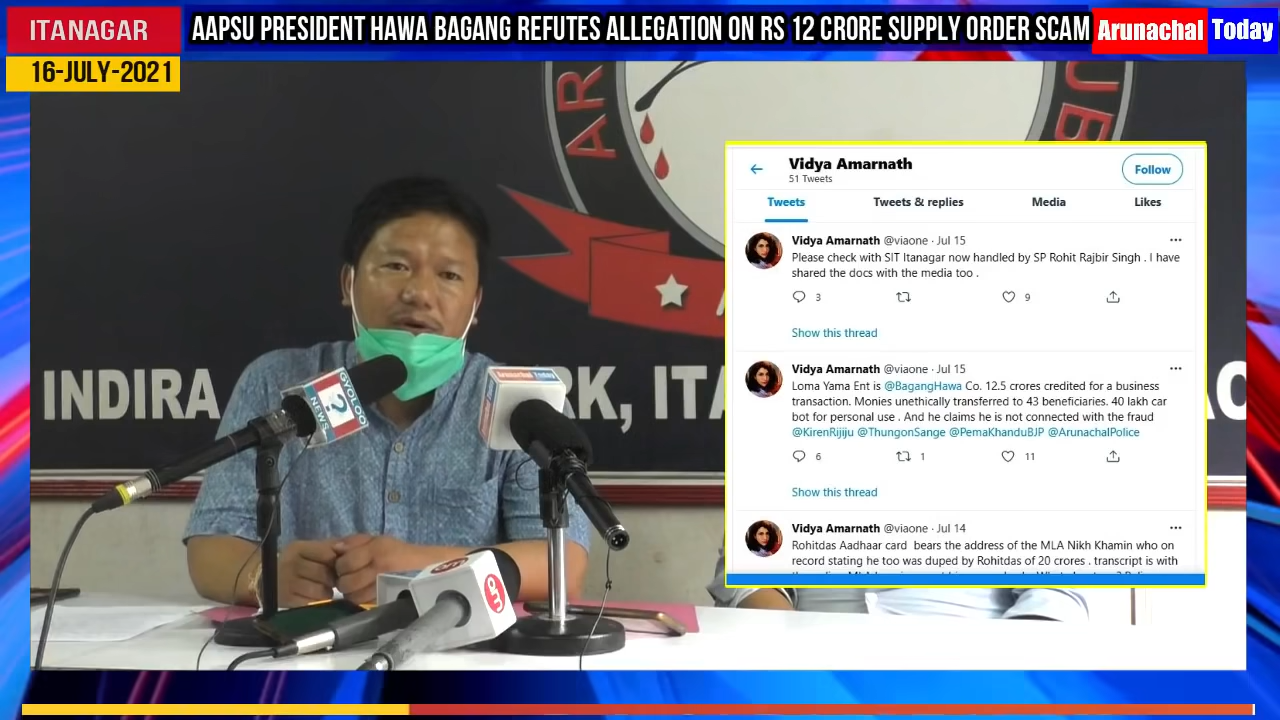 ITANAGAR
AAPSU PRESIDENT HAWA BAGANG REFUTES ALLEGATION ON RS 12 CRORE SUPPLY ORDER SCAM
Arunachal Today
16-JULY-2021
AR
UB
INDIRA
RK, ITA
Vidya Amarnath
51 Tweets
Follow
Tweets Tweets & replies Media Likes
Vidya Amarnath @viaone · Jul 15
Please check with SIT Itanagar now handled by SP Rohit Rajbir Singh . I have
shared the docs with the media too .
3 9
Show this thread
Vidya Amarnath @viaone · Jul 15
Loma Yama Ent is @BagangHawa Co. 12.5 crores credited for a business
transaction. Monies unethically transferred to 43 beneficiaries. 40 lakh car
bot for personal use . And he claims he is not connected with the fraud
@KirenRijiju @ThungonSange @PemaKhanduBJP @ArunachalPolice
6 1 11
Show this thread
Vidya Amarnath @viaone · Jul 14
Rohitdas Aadhaar card bears the address of the MLA Nikh Khamin who on
record stating he too was duped by Rohitdas of 20 crores . transcript is with
GYOLOO
?
NEWS
Arunachal Today